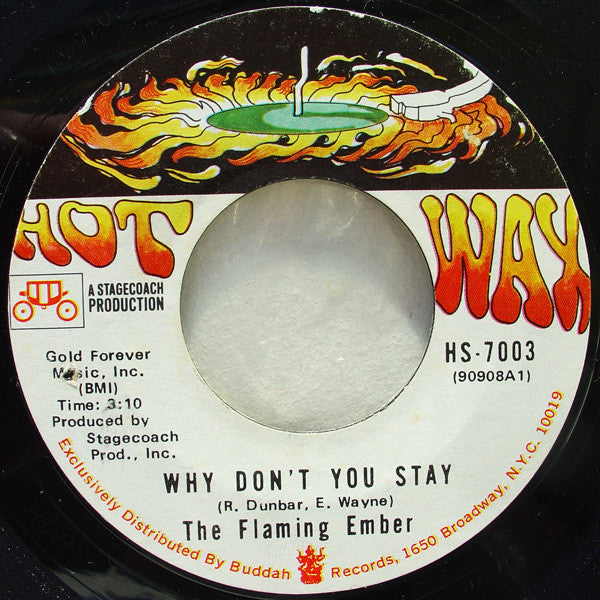 HOT WAX
A STAGECOACH
PRODUCTION
HS-7003
(90908A1)
Gold Forever
Music, Inc.
(BMI)
Time: 3:10
Produced by
Stagecoach
Prod., Inc.
WHY DON'T YOU STAY
(R. Dunbar, E. Wayne)
The Flaming Ember
Exclusively Distributed By Buddah Records, 1650 Broadway, N.Y.C. 10019